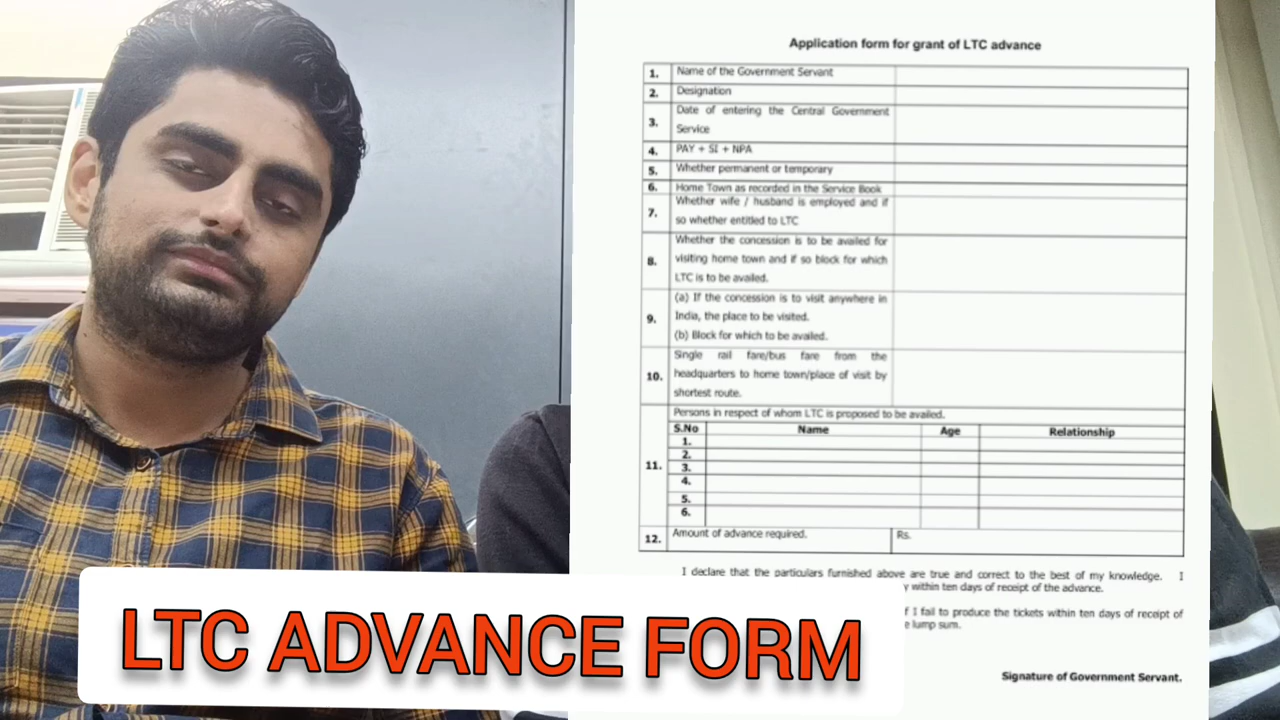 Application form for grant of LTC advance
1. Name of the Government Servant
2. Designation
3. Date of entering the Central Government
Service
4. PAY + SI + NPA
5. Whether permanent or temporary
6. Home Town as recorded in the Service Book
7. Whether wife / husband is employed and if
so whether entitled to LTC
8. Whether the concession is to be availed for
visiting home town and if so block for which
LTC is to be availed.
9. (a) If the concession is to visit anywhere in
India, the place to be visited.
(b) Block for which to be availed.
10. Single rail fare/bus fare from the
headquarters to home town/place of visit by
shortest route.
11. Persons in respect of whom LTC is proposed to be availed.
S.No Name Age Relationship
1.
2.
3.
4.
5.
6.
12. Amount of advance required. Rs.
I declare that the particulars furnished above are true and correct to the best of my knowledge. I
within ten days of receipt of the advance.
I fail to produce the tickets within ten days of receipt of
lump sum.
Signature of Government Servant.
LTC ADVANCE FORM